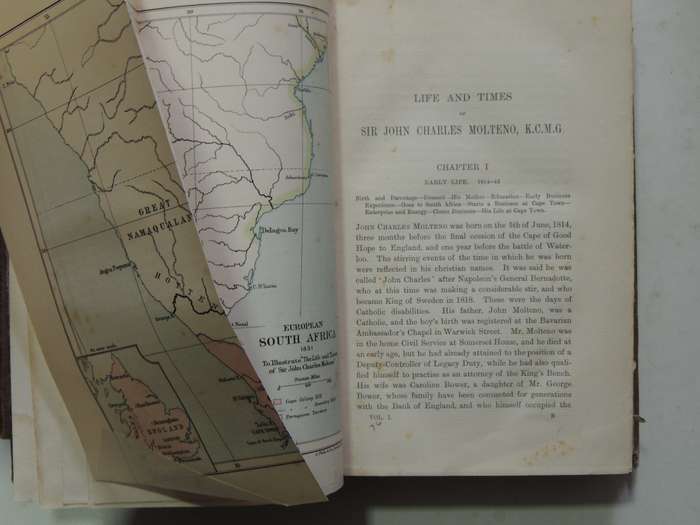 GREAT
NAMAQUALAN
HOTTEN
Delagoa Bay
EUROPEAN
SOUTH AFRICA
1831
To Illustrate "The Life and Times
of Sir John Charles Molteno"
ENGLAND
LIFE AND TIMES
OF
SIR JOHN CHARLES MOLTENO, K.C.M.G.
CHAPTER I
EARLY LIFE. 1814-45
Birth and Parentage—Descent—His Mother—Education—Early Business
Experience—Goes to South Africa—Starts a Business at Cape Town—
Enterprise and Energy—Closes Business—His Life at Cape Town.
JOHN CHARLES MOLTENO was born on the 5th of June, 1814,
three months before the final cession of the Cape of Good
Hope to England, and one year before the battle of Water-
loo. The stirring events of the time in which he was born
were reflected in his christian names. It was said he was
called 'John Charles' after Napoleon's General Bernadotte,
who at this time was making a considerable stir, and who
became King of Sweden in 1818. These were the days of
Catholic disabilities. His father, John Molteno, was a
Catholic, and the boy's birth was registered at the Bavarian
Ambassador's Chapel in Warwick Street. Mr. Molteno was
in the home Civil Service at Somerset House, and he died at
an early age, but he had already attained to the position of a
Deputy-Controller of Legacy Duty, while he had also quali-
fied himself to practise as an attorney of the King's Bench.
His wife was Caroline Bower, a daughter of Mr. George
Bower, whose family have been connected for generations
with the Bank of England, and who himself occupied the
VOL. I. B